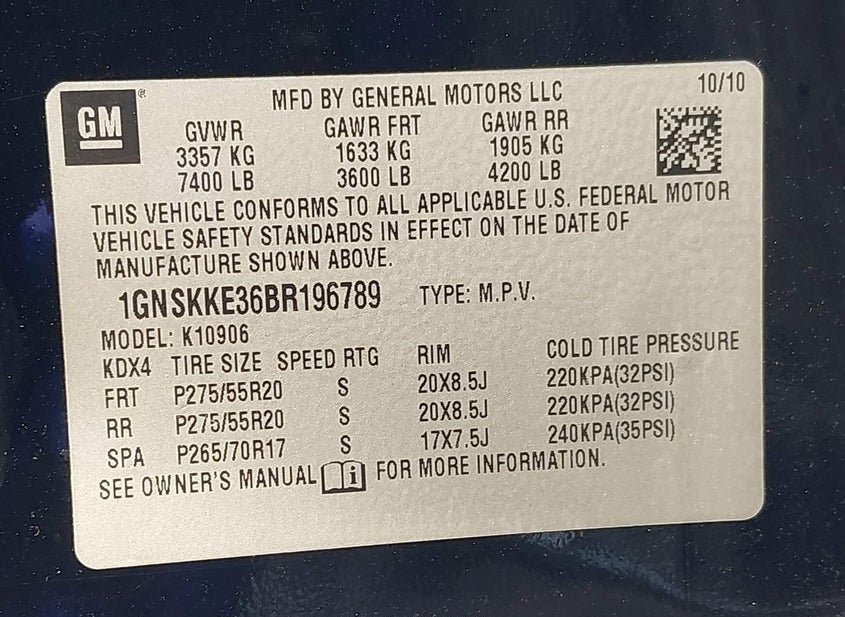 GM ® MFD BY GENERAL MOTORS LLC 10/10
GVWR GAWR FRT GAWR RR
3357 KG 1633 KG 1905 KG
7400 LB 3600 LB 4200 LB
THIS VEHICLE CONFORMS TO ALL APPLICABLE U.S. FEDERAL MOTOR
VEHICLE SAFETY STANDARDS IN EFFECT ON THE DATE OF
MANUFACTURE SHOWN ABOVE.
1GNSKKE36BR196789 TYPE: M.P.V.
MODEL: K10906
KDX4 TIRE SIZE SPEED RTG RIM COLD TIRE PRESSURE
FRT P275/55R20 S 20X8.5J 220KPA(32PSI)
RR P275/55R20 S 20X8.5J 220KPA(32PSI)
SPA P265/70R17 S 17X7.5J 240KPA(35PSI)
SEE OWNER'S MANUAL i FOR MORE INFORMATION.